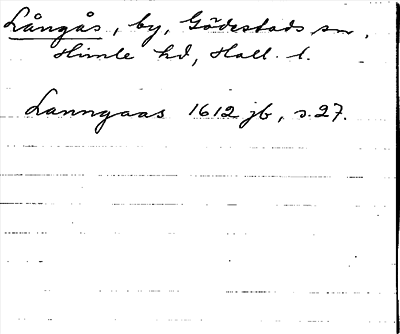 Långås, by, Gödestads sn,
Himle hd, Hall. l.
Lanngaas 1612 jb, s. 27.